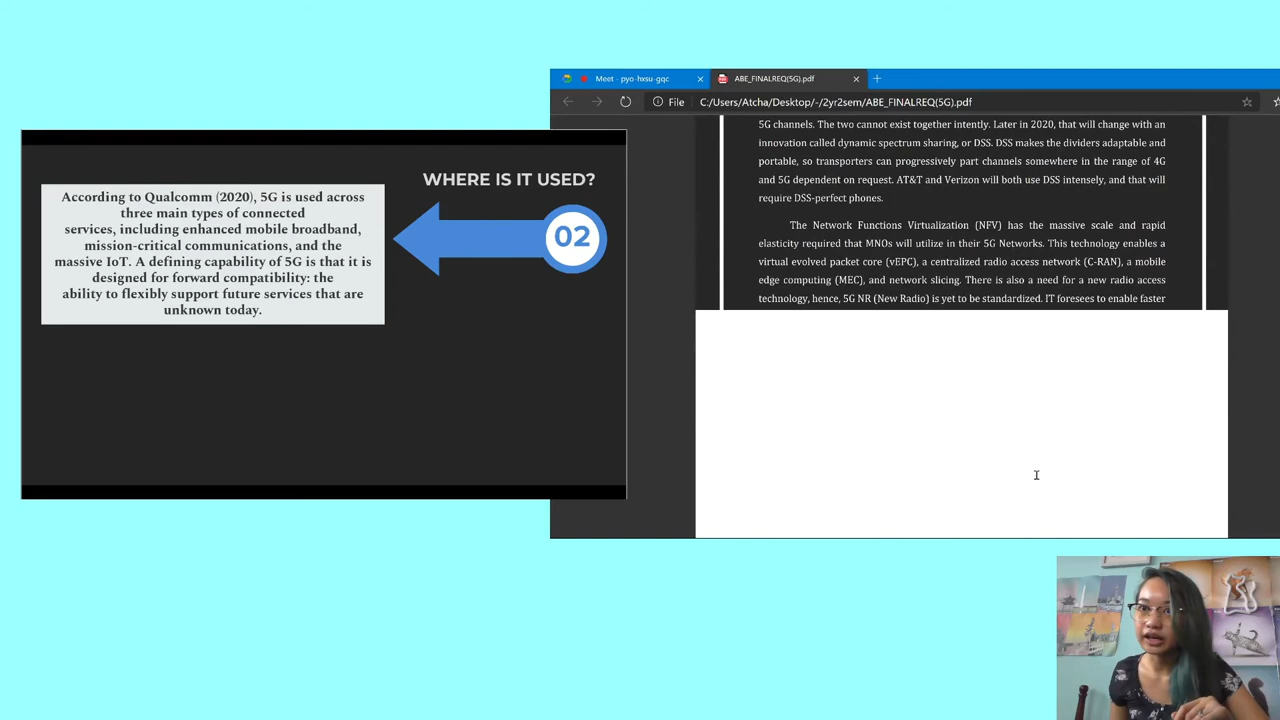 WHERE IS IT USED?
02
According to Qualcomm (2020), 5G is used across
three main types of connected
services, including enhanced mobile broadband,
mission-critical communications, and the
massive IoT. A defining capability of 5G is that it is
designed for forward compatibility: the
ability to flexibly support future services that are
unknown today.
Meet - pyo-hxsu-gqc
ABE_FINALREQ(5G).pdf
File C:/Users/Atcha/Desktop/-/2yr2sem/ABE_FINALREQ(5G).pdf
5G channels. The two cannot exist together intently. Later in 2020, that will change with an
innovation called dynamic spectrum sharing, or DSS. DSS makes the dividers adaptable and
portable, so transporters can progressively part channels somewhere in the range of 4G
and 5G dependent on request. AT&T and Verizon will both use DSS intensely, and that will
require DSS-perfect phones.
The Network Functions Virtualization (NFV) has the massive scale and rapid
elasticity required that MNOs will utilize in their 5G Networks. This technology enables a
virtual evolved packet core (vEPC), a centralized radio access network (C-RAN), a mobile
edge computing (MEC), and network slicing. There is also a need for a new radio access
technology, hence, 5G NR (New Radio) is yet to be standardized. IT foresees to enable faster